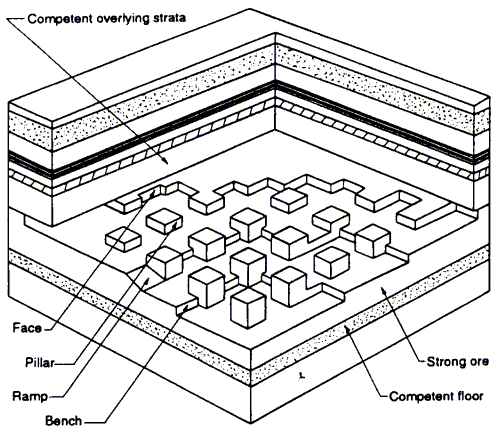 Competent overlying strata
Face
Pillar
Ramp
Bench
Strong ore
Competent floor